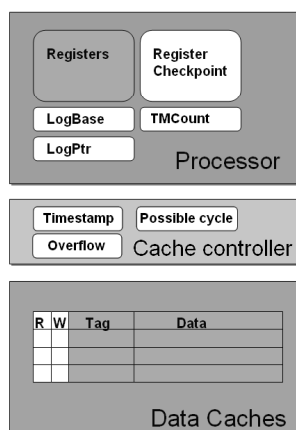 Registers
Register
Checkpoint
LogBase
TMCount
LogPtr
Processor
Timestamp
Possible cycle
Overflow
Cache controller
R W Tag Data
Data Caches